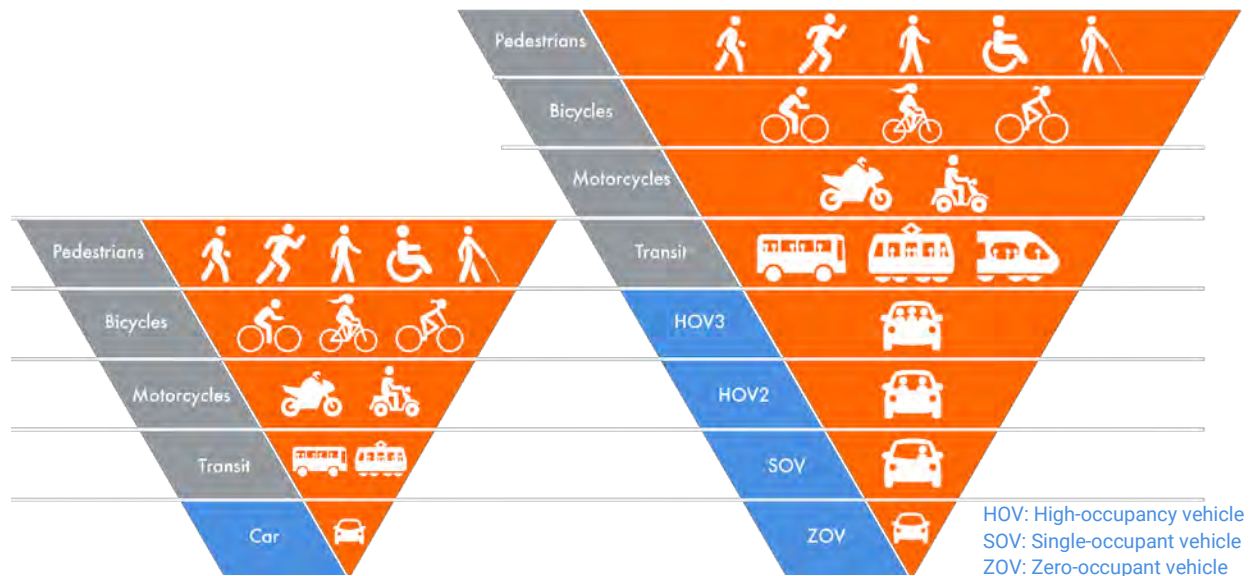 Pedestrians
Bicycles
Motorcycles
Transit
Car
Pedestrians
Bicycles
Motorcycles
Transit
HOV3
HOV2
SOV
ZOV
HOV: High-occupancy vehicle
SOV: Single-occupant vehicle
ZOV: Zero-occupant vehicle